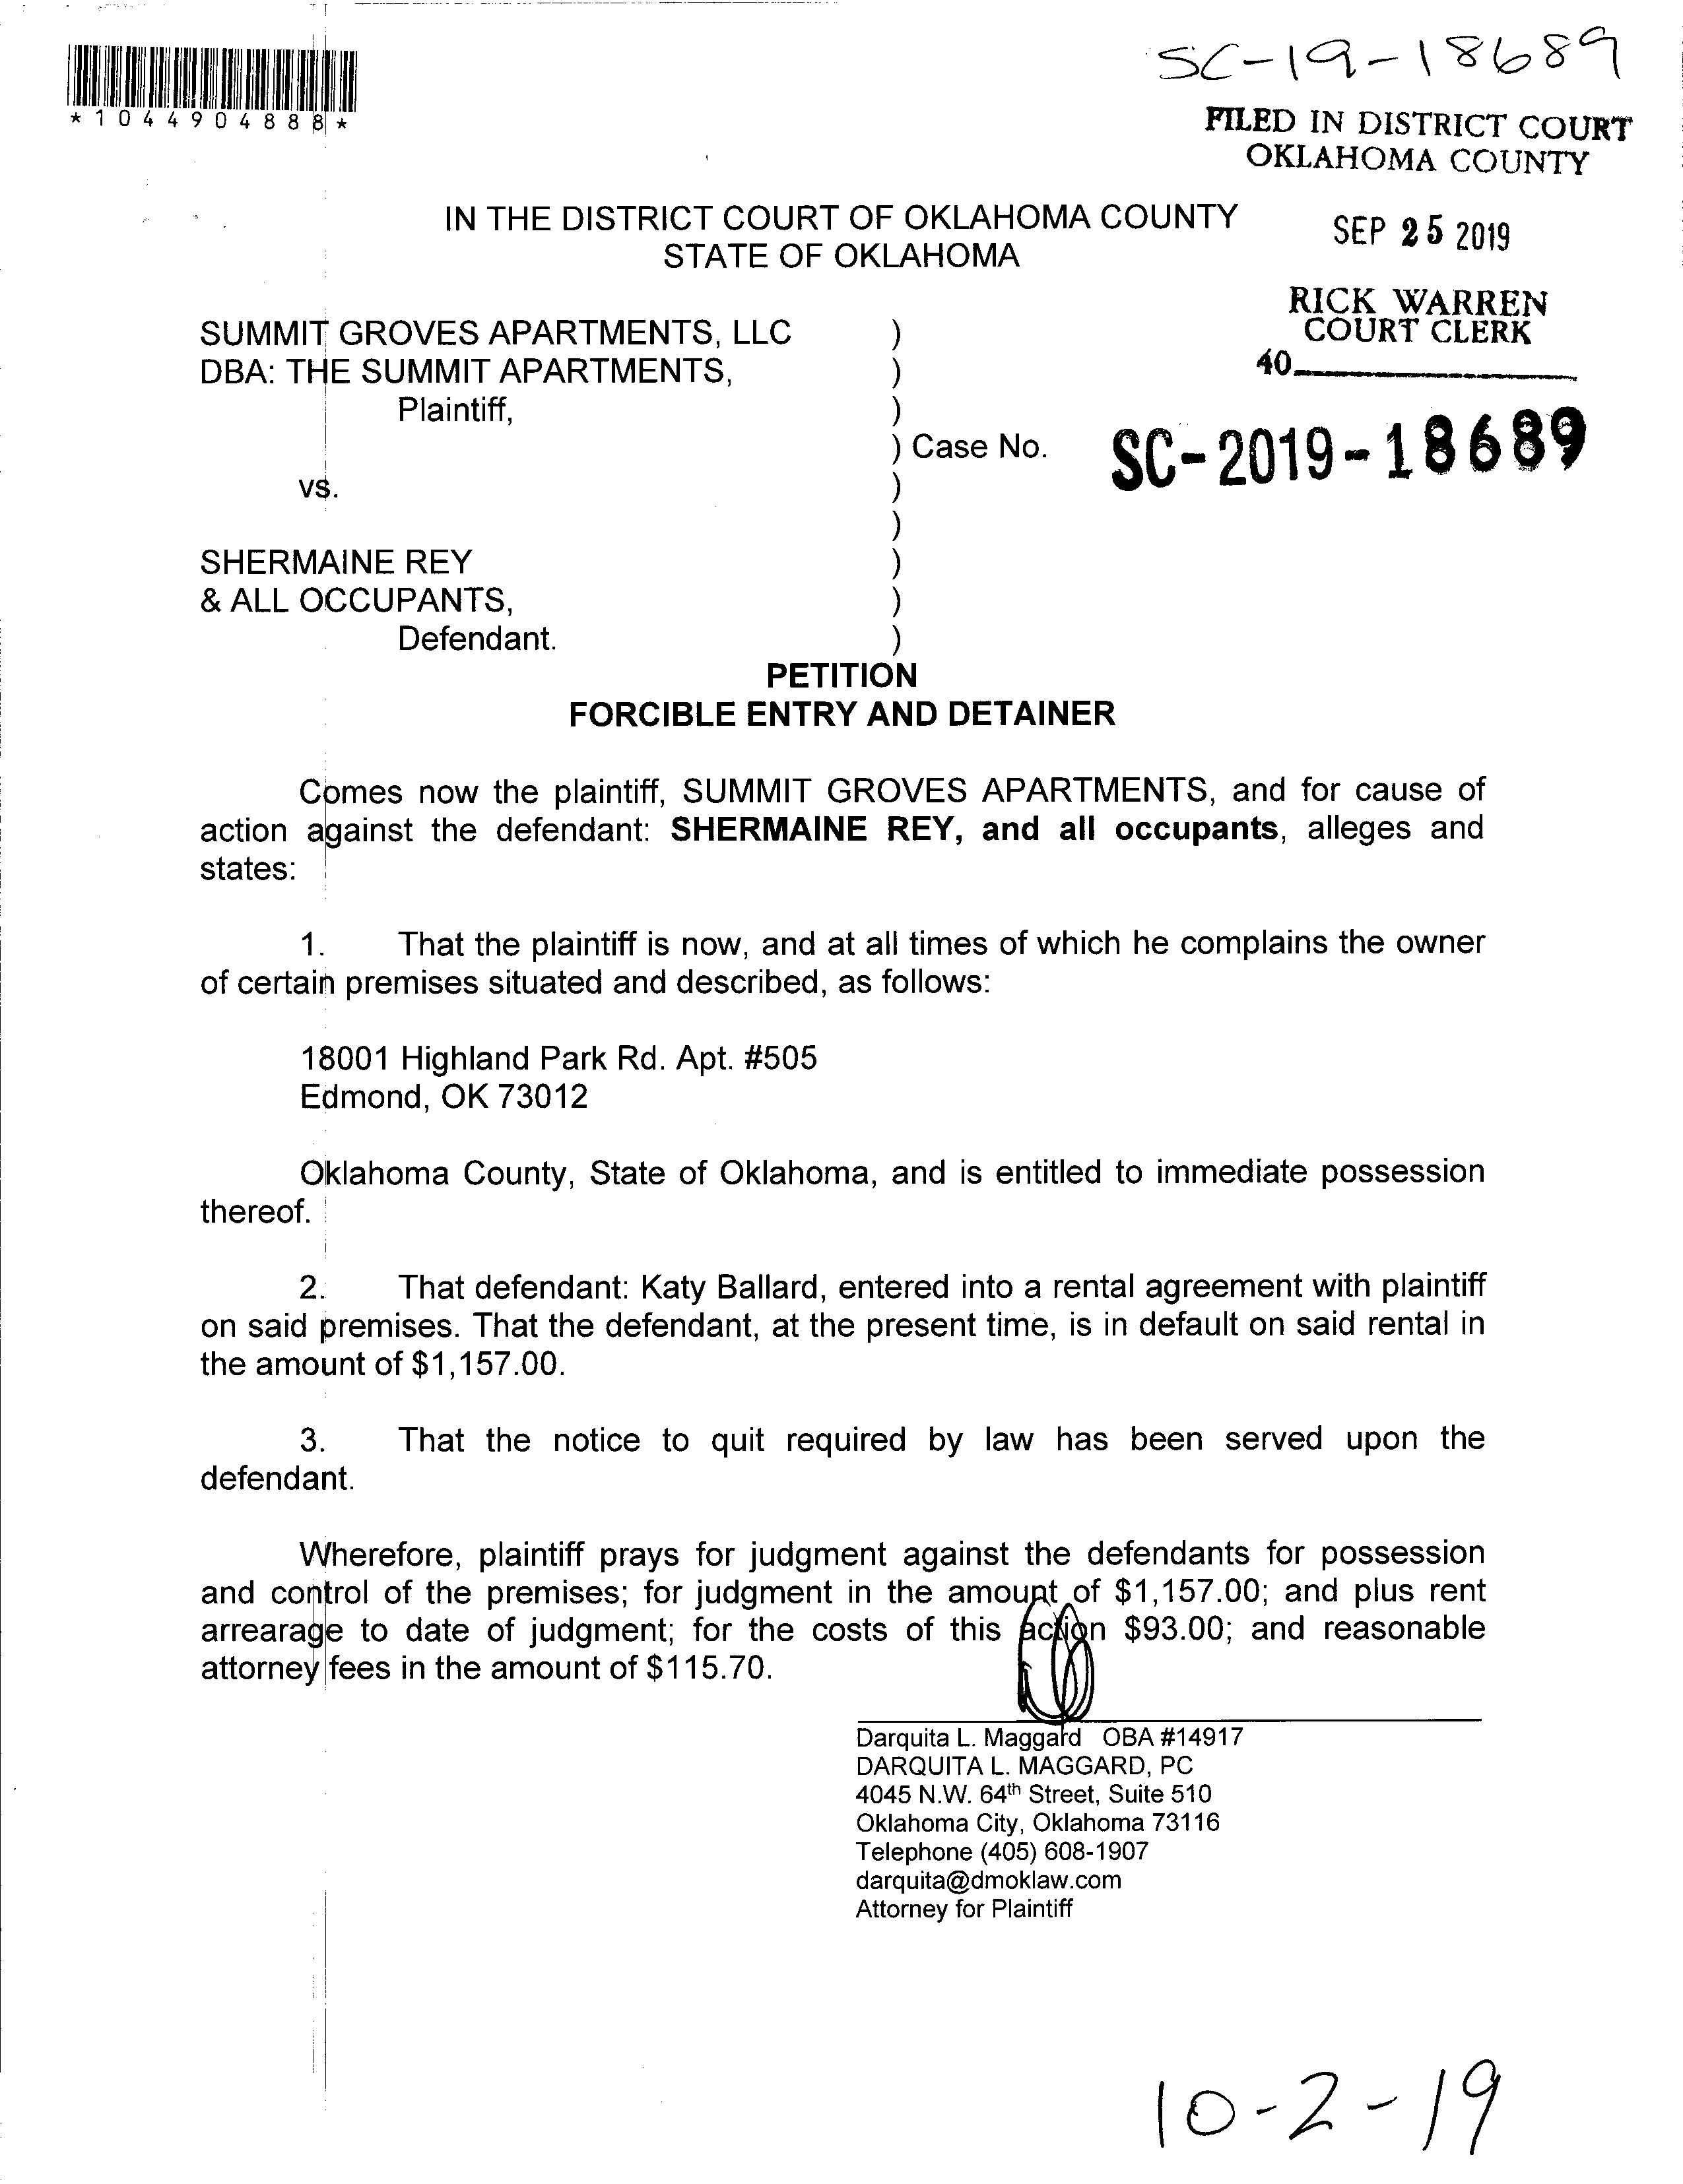 SC-19-18689
*1044904888*
FILED IN DISTRICT COURT
OKLAHOMA COUNTY
IN THE DISTRICT COURT OF OKLAHOMA COUNTY
STATE OF OKLAHOMA
SEP 25 2019
RICK WARREN
COURT CLERK
40
SUMMIT GROVES APARTMENTS, LLC )
DBA: THE SUMMIT APARTMENTS, )
Plaintiff, )
) Case No. SC-2019-18689
vs. )
)
SHERMAINE REY )
& ALL OCCUPANTS, )
Defendant. )
PETITION
FORCIBLE ENTRY AND DETAINER
Comes now the plaintiff, SUMMIT GROVES APARTMENTS, and for cause of
action against the defendant: SHERMAINE REY, and all occupants, alleges and
states:
1. That the plaintiff is now, and at all times of which he complains the owner
of certain premises situated and described, as follows:
18001 Highland Park Rd. Apt. #505
Edmond, OK 73012
Oklahoma County, State of Oklahoma, and is entitled to immediate possession
thereof.
2. That defendant: Katy Ballard, entered into a rental agreement with plaintiff
on said premises. That the defendant, at the present time, is in default on said rental in
the amount of $1,157.00.
3. That the notice to quit required by law has been served upon the
defendant.
Wherefore, plaintiff prays for judgment against the defendants for possession
and control of the premises; for judgment in the amount of $1,157.00; and plus rent
arrearage to date of judgment; for the costs of this action $93.00; and reasonable
attorney fees in the amount of $115.70.
Darquita L. Maggard OBA #14917
DARQUITA L. MAGGARD, PC
4045 N.W. 64th Street, Suite 510
Oklahoma City, Oklahoma 73116
Telephone (405) 608-1907
darquita@dmoklaw.com
Attorney for Plaintiff
10-2-19